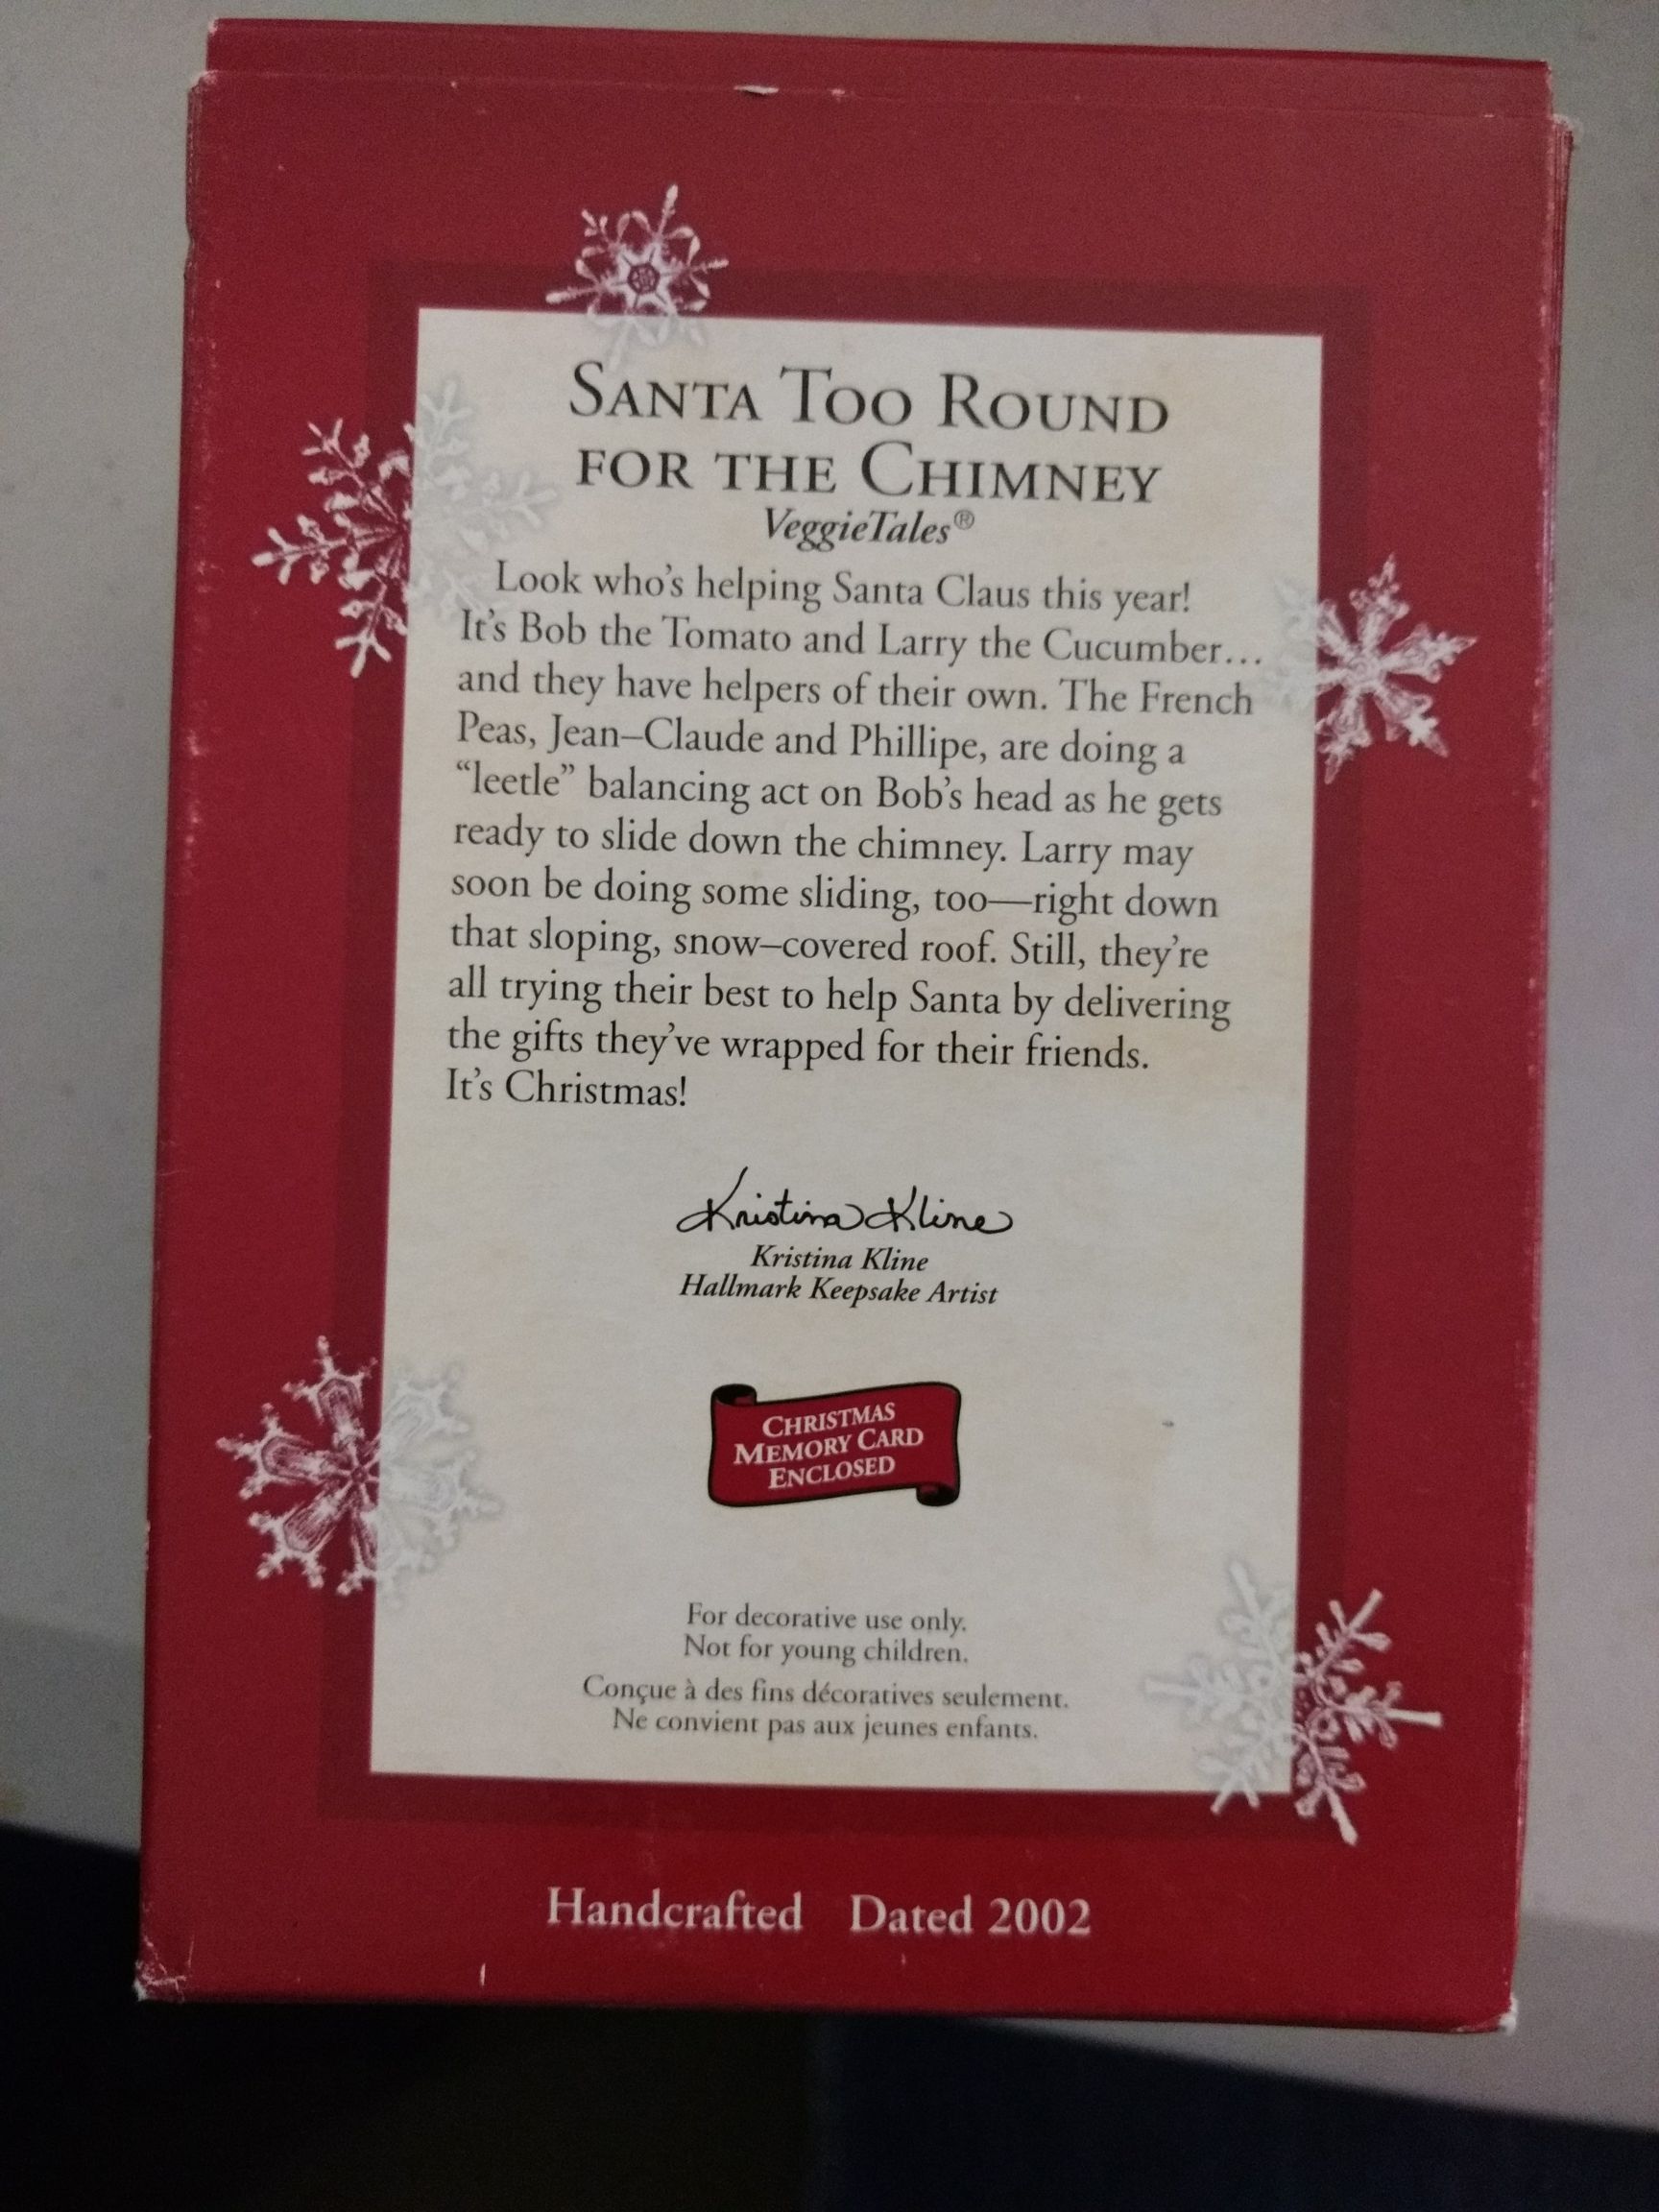 SANTA TOO ROUND
FOR THE CHIMNEY
VeggieTales®
Look who's helping Santa Claus this year!
It's Bob the Tomato and Larry the Cucumber…
and they have helpers of their own. The French
Peas, Jean–Claude and Phillipe, are doing a
“leetle” balancing act on Bob's head as he gets
ready to slide down the chimney. Larry may
soon be doing some sliding, too—right down
that sloping, snow–covered roof. Still, they're
all trying their best to help Santa by delivering
the gifts they've wrapped for their friends.
It's Christmas!
Kristina Kline
Kristina Kline
Hallmark Keepsake Artist
CHRISTMAS
MEMORY CARD
ENCLOSED
For decorative use only.
Not for young children.
Conçue à des fins décoratives seulement.
Ne convient pas aux jeunes enfants.
Handcrafted Dated 2002